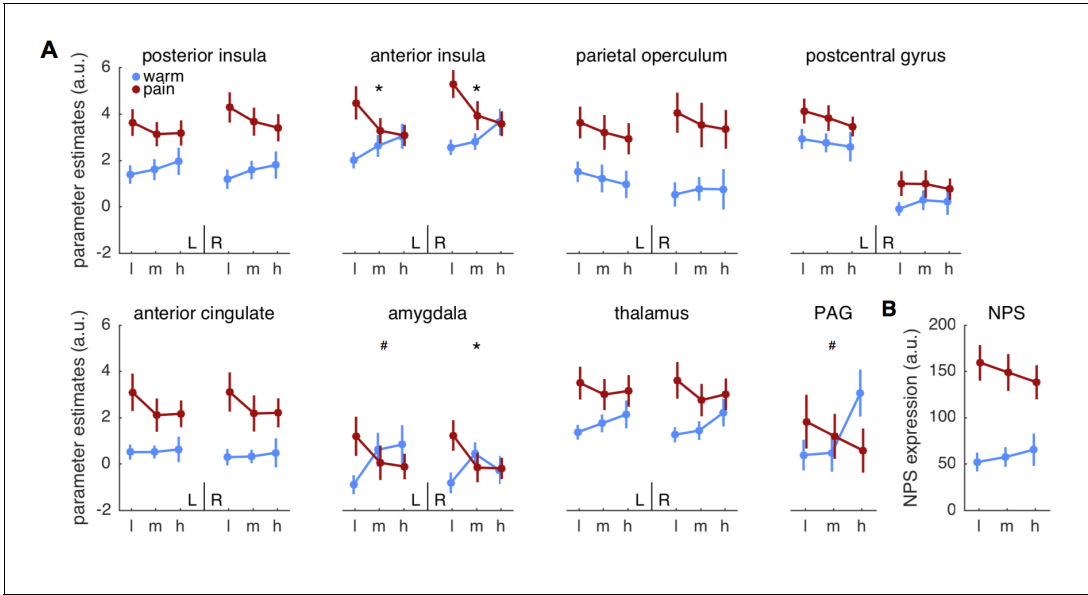 A
posterior insula
anterior insula
parietal operculum
postcentral gyrus
parameter estimates (a.u.)
6
4
2
0
-2
warm
pain
*
*
L R
L R
L R
L R
l m h l m h
l m h l m h
l m h l m h
l m h l m h
anterior cingulate
amygdala
thalamus
PAG
parameter estimates (a.u.)
6
4
2
0
-2
#
*
#
L R
L R
L R
l m h l m h
l m h l m h
l m h l m h
l m h
B
NPS
NPS expression (a.u.)
200
150
100
50
0
l m h